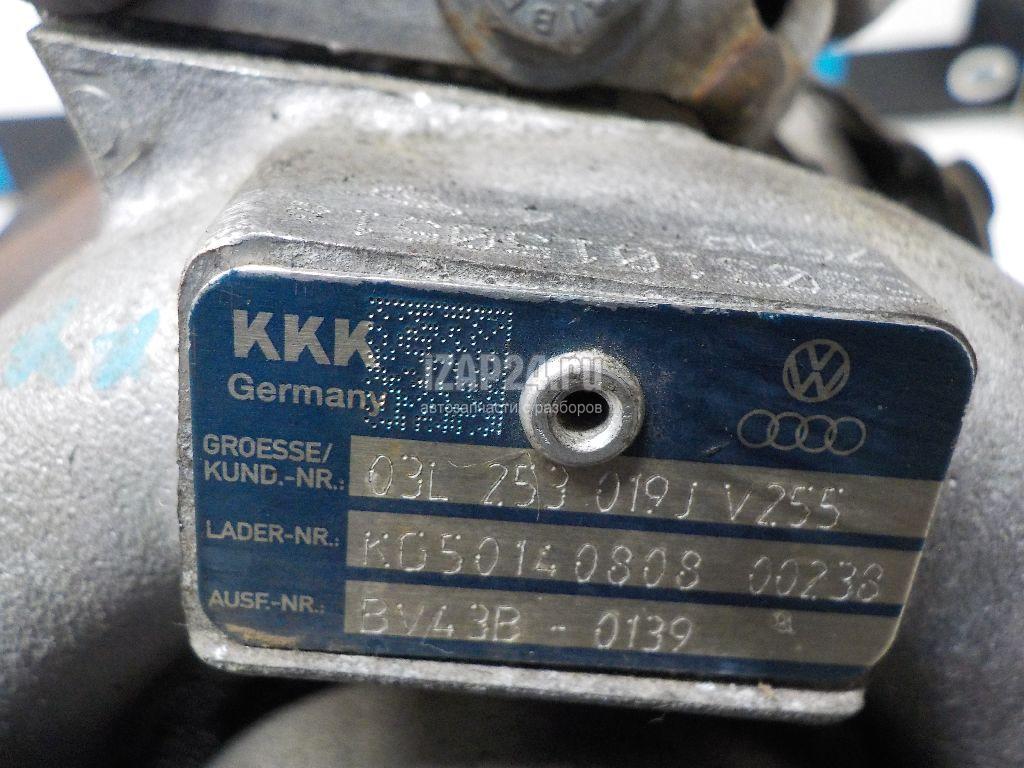 KKK
Germany
IZAP24.RU
автозапчасти с разборов
GROESSE/
KUND.-NR.: 03L 253 019J V255
LADER-NR.: KG50140808 00238
AUSF.-NR.: BV43B - 0139